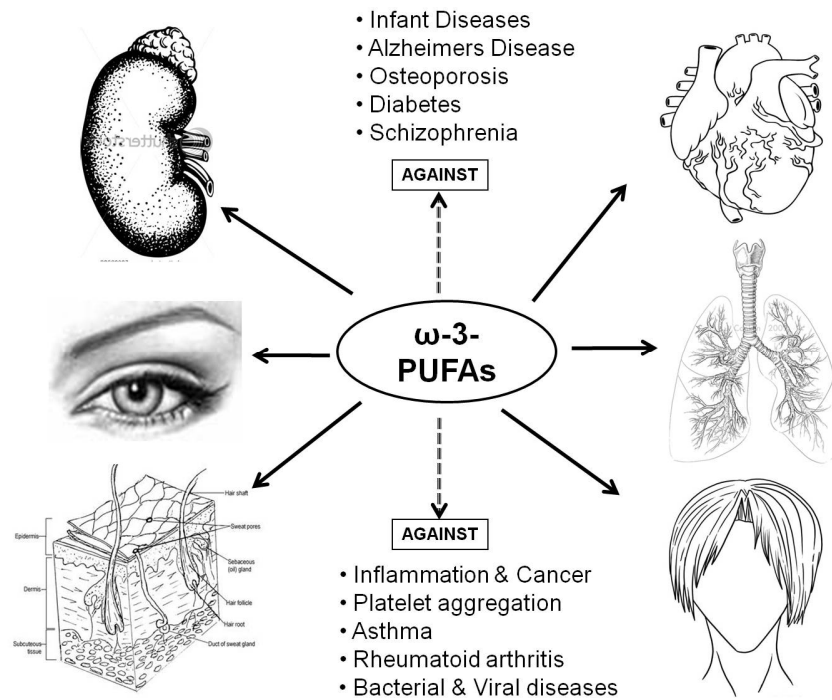 • Infant Diseases
• Alzheimers Disease
• Osteoporosis
• Diabetes
• Schizophrenia
AGAINST
ω-3-
PUFAs
Hair shaft
Sweat pores
Epidermis
Sebaceous
(oil) gland
Dermis
Hair follicle
Hair root
Subcuteous
tissue
Duct of sweat gland
AGAINST
• Inflammation & Cancer
• Platelet aggregation
• Asthma
• Rheumatoid arthritis
• Bacterial & Viral diseases